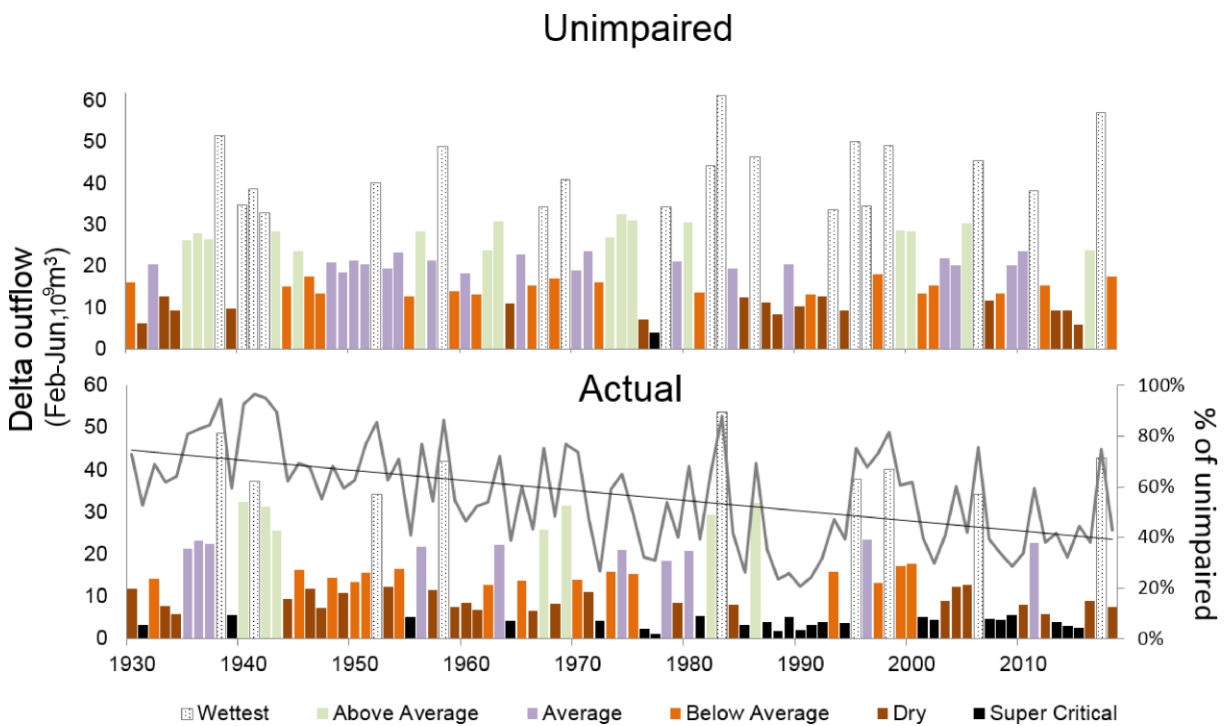 Unimpaired
Delta outflow
(Feb-Jun,10⁹m³)
60
50
40
30
20
10
0
Actual
60
50
40
30
20
10
0
100%
80%
60%
40%
20%
0%
% of unimpaired
1930 1940 1950 1960 1970 1980 1990 2000 2010
Wettest Above Average Average Below Average Dry Super Critical